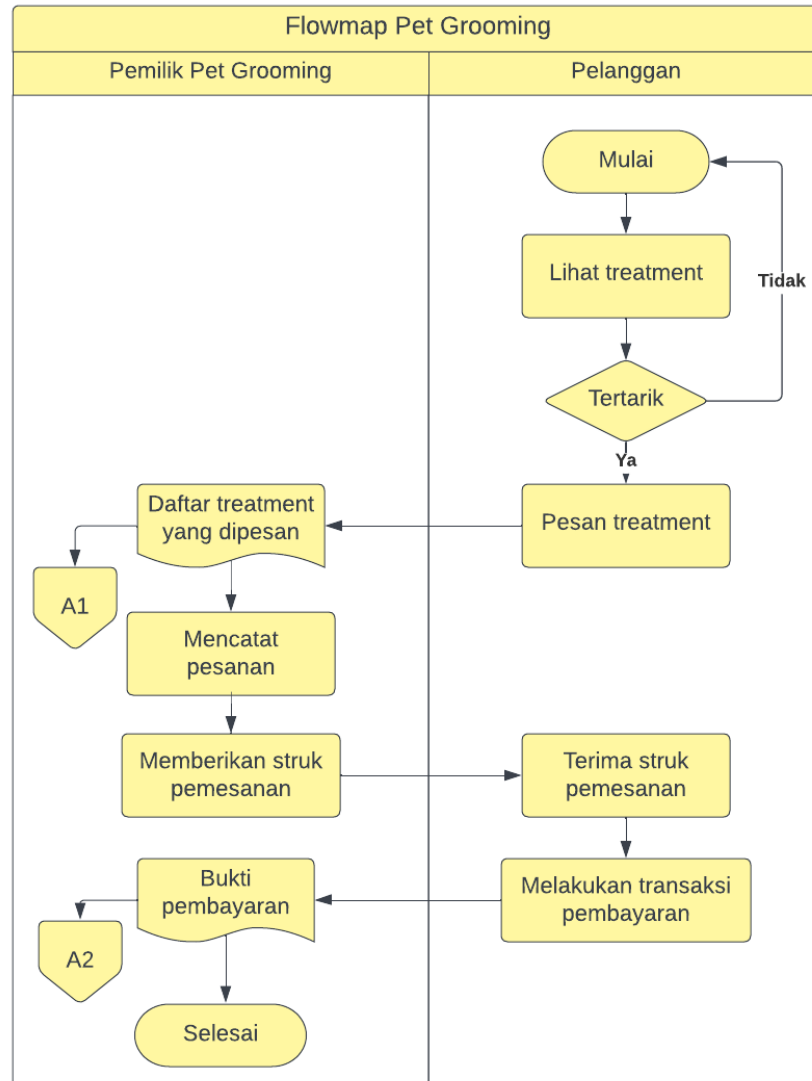 Flowmap Pet Grooming
Pemilik Pet Grooming
Pelanggan
Mulai
Lihat treatment
Tidak
Tertarik
Ya
Pesan treatment
Daftar treatment
yang dipesan
A1
Mencatat
pesanan
Memberikan struk
pemesanan
Terima struk
pemesanan
Melakukan transaksi
pembayaran
Bukti
pembayaran
A2
Selesai